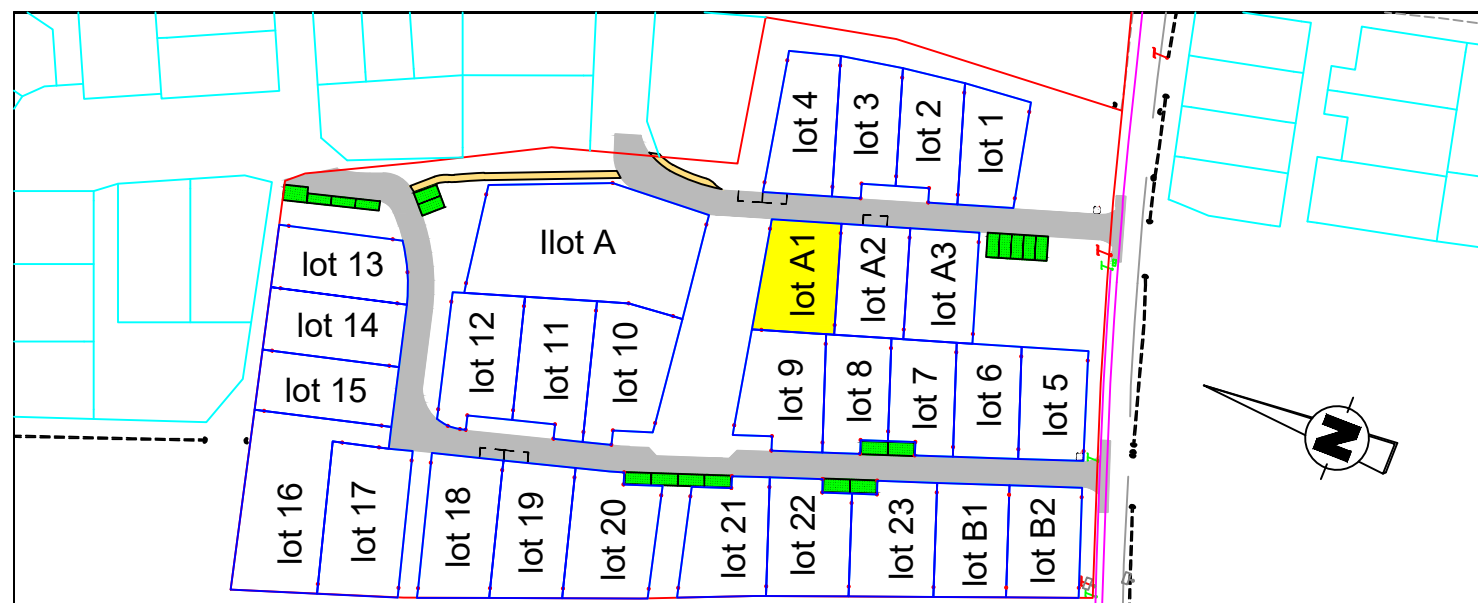 lot 4
lot 3
lot 2
lot 1
Ilot A
lot A1
lot A2
lot A3
lot 13
lot 14
lot 15
lot 12
lot 11
lot 10
lot 9
lot 8
lot 7
lot 6
lot 5
lot 16
lot 17
lot 18
lot 19
lot 20
lot 21
lot 22
lot 23
lot B1
lot B2
N